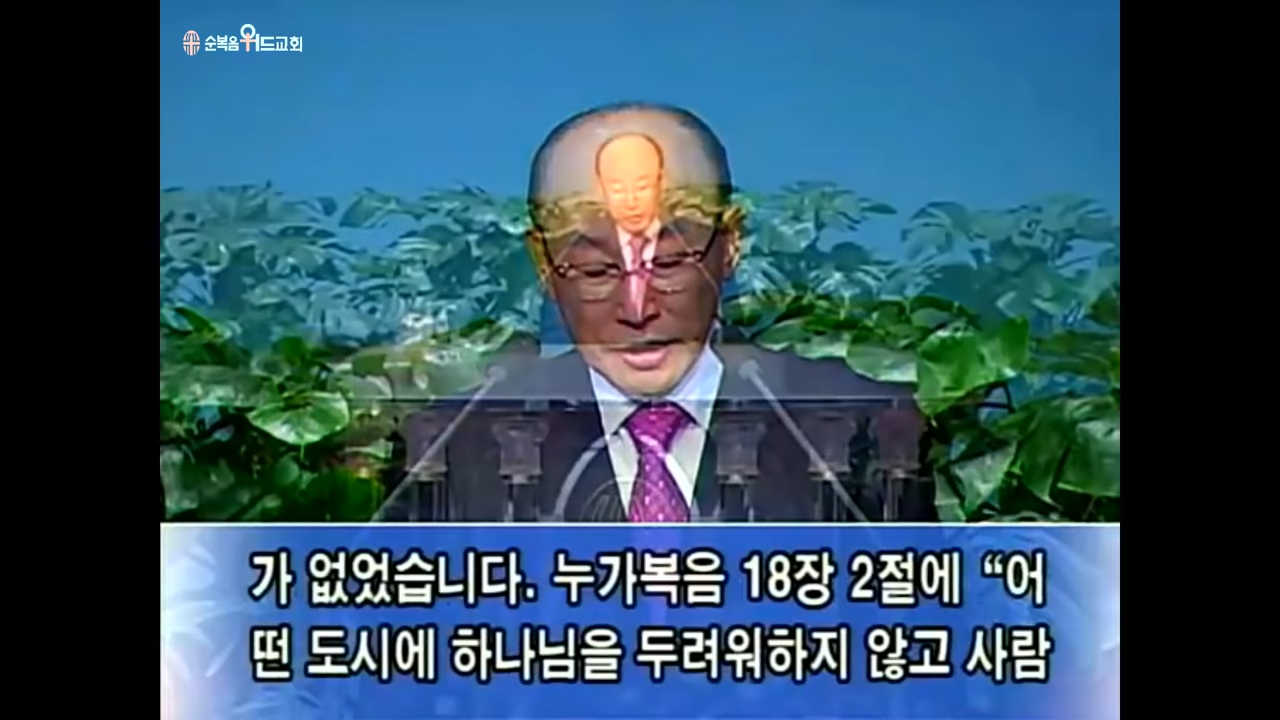 순복음워드교회
가 없었습니다. 누가복음 18장 2절에 “어
떤 도시에 하나님을 두려워하지 않고 사람